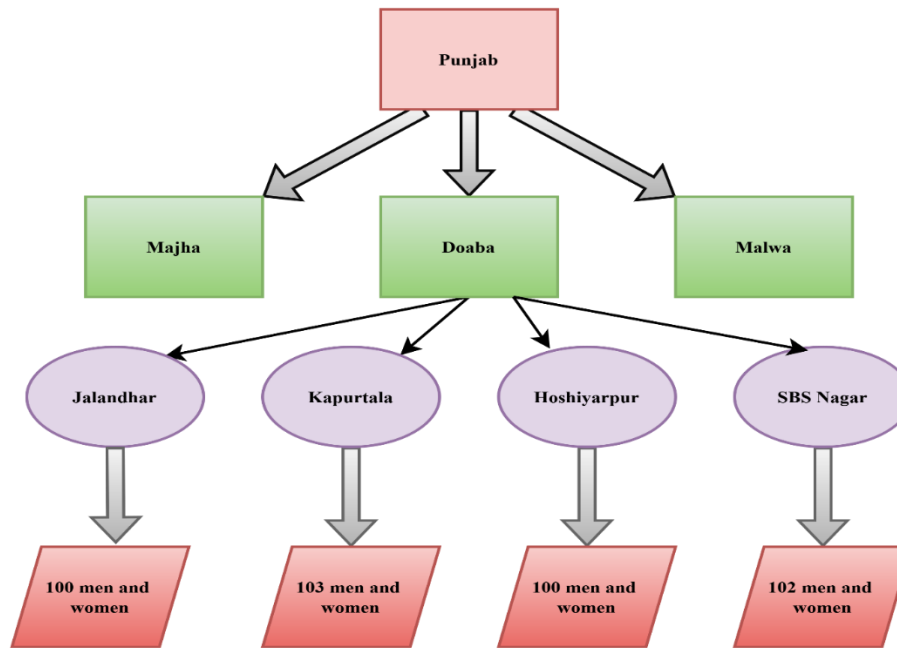 Punjab
Majha
Doaba
Malwa
Jalandhar
Kapurtala
Hoshiyarpur
SBS Nagar
100 men and
women
103 men and
women
100 men and
women
102 men and
women